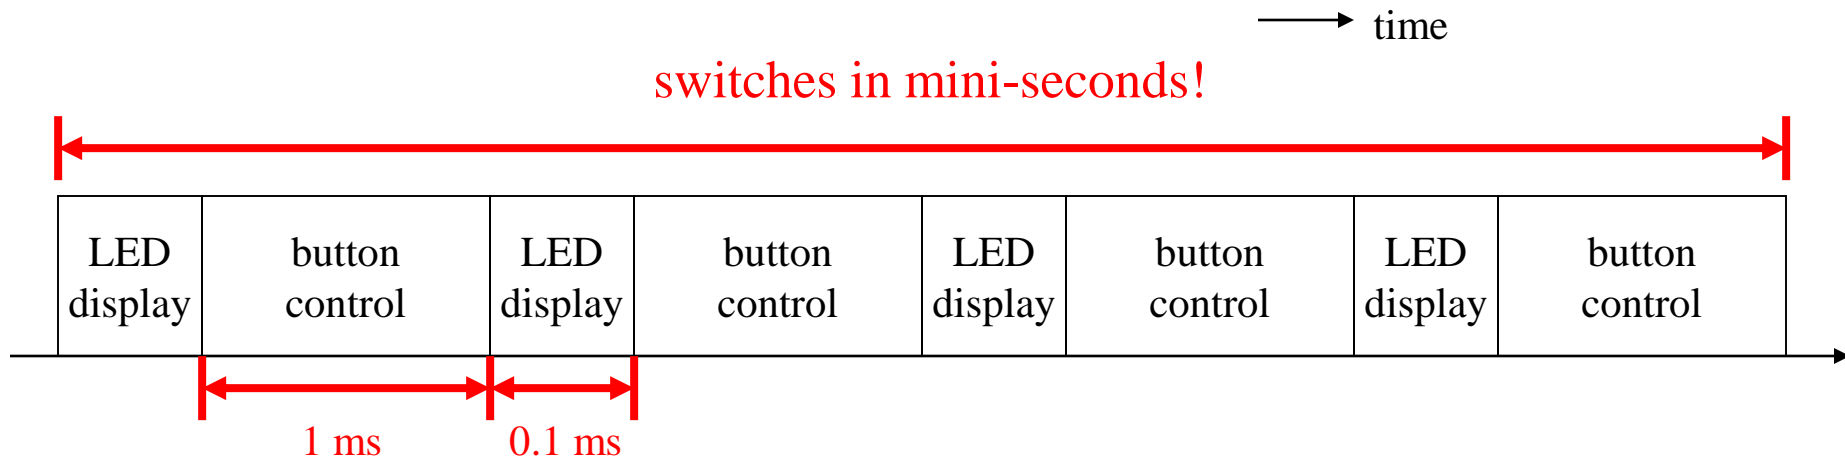 time
switches in mini-seconds!
LED
display
button
control
LED
display
button
control
LED
display
button
control
LED
display
button
control
1 ms
0.1 ms